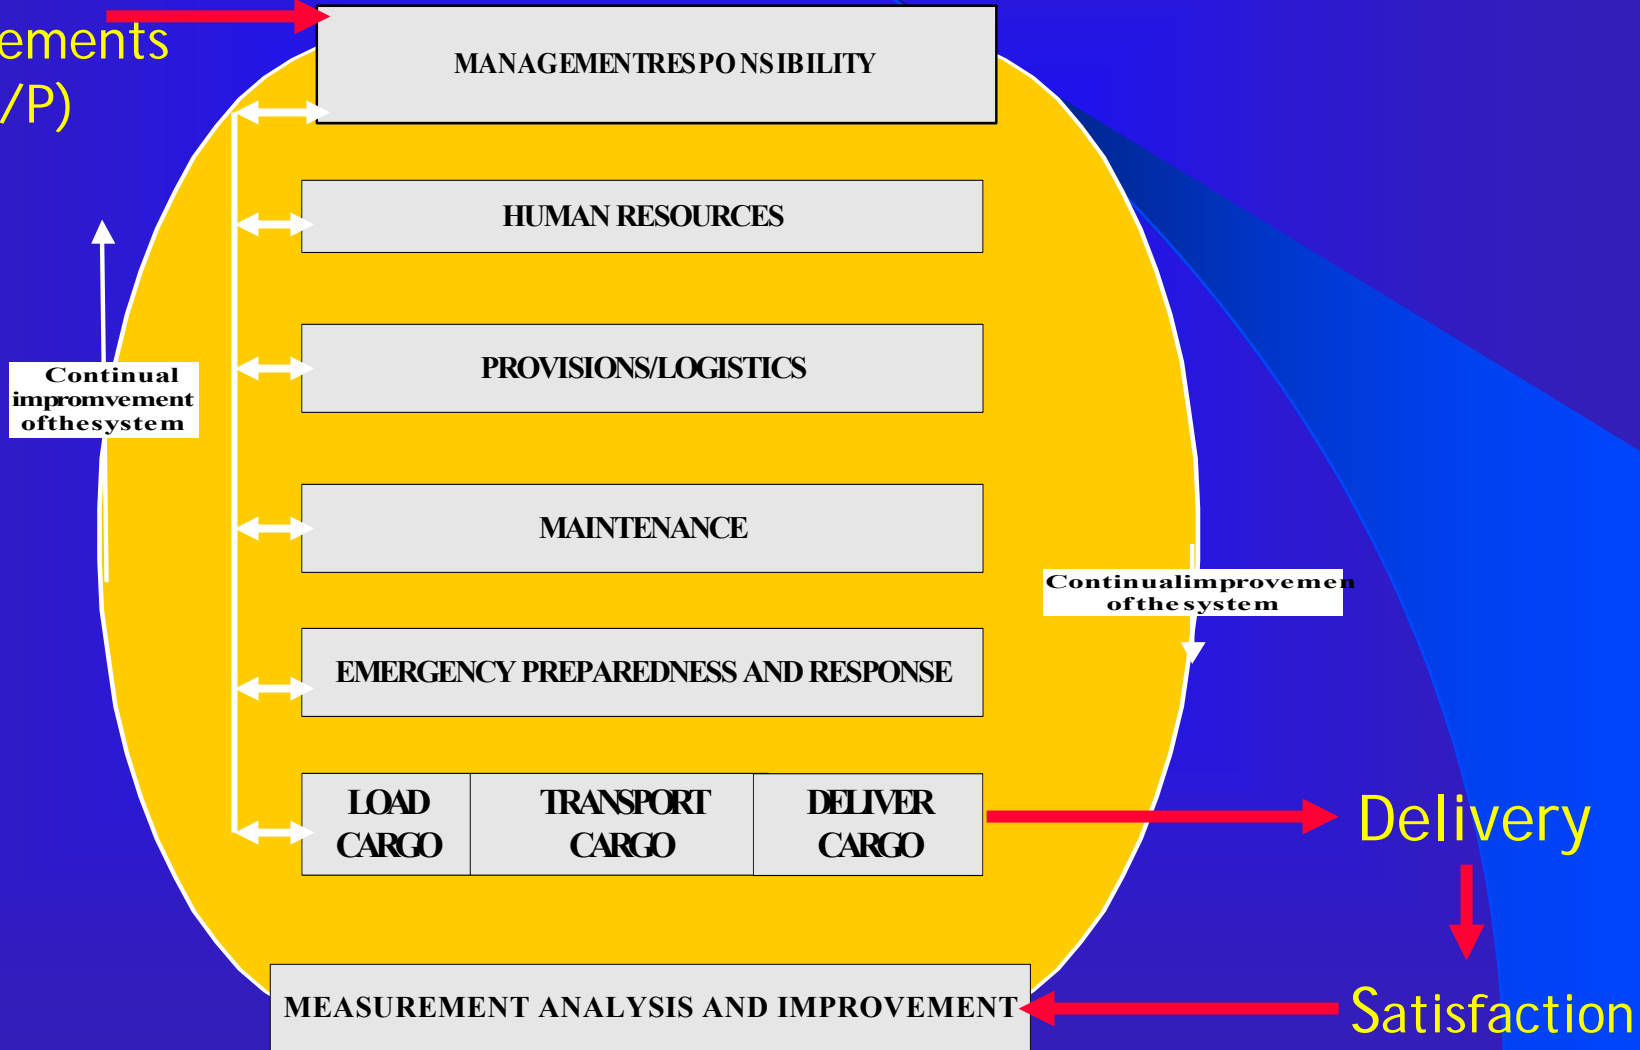 ements
/P)
MANAGEMENTRESPONSIBILITY
HUMAN RESOURCES
PROVISIONS/LOGISTICS
Continual
impromvement
ofthesystem
MAINTENANCE
Continualimprovemen
ofthesystem
EMERGENCY PREPAREDNESS AND RESPONSE
LOAD
CARGO
TRANSPORT
CARGO
DELIVER
CARGO
Delivery
MEASUREMENT ANALYSIS AND IMPROVEMENT
Satisfaction